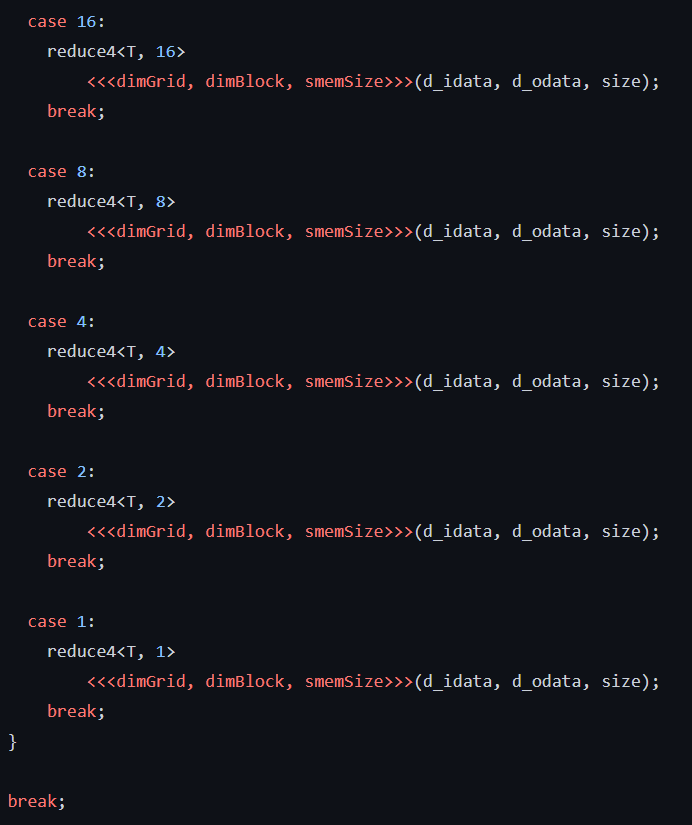 case 16:
reduce4<T, 16>
<<<dimGrid, dimBlock, smemSize>>>(d_idata, d_odata, size);
break;
case 8:
reduce4<T, 8>
<<<dimGrid, dimBlock, smemSize>>>(d_idata, d_odata, size);
break;
case 4:
reduce4<T, 4>
<<<dimGrid, dimBlock, smemSize>>>(d_idata, d_odata, size);
break;
case 2:
reduce4<T, 2>
<<<dimGrid, dimBlock, smemSize>>>(d_idata, d_odata, size);
break;
case 1:
reduce4<T, 1>
<<<dimGrid, dimBlock, smemSize>>>(d_idata, d_odata, size);
break;
}
break;